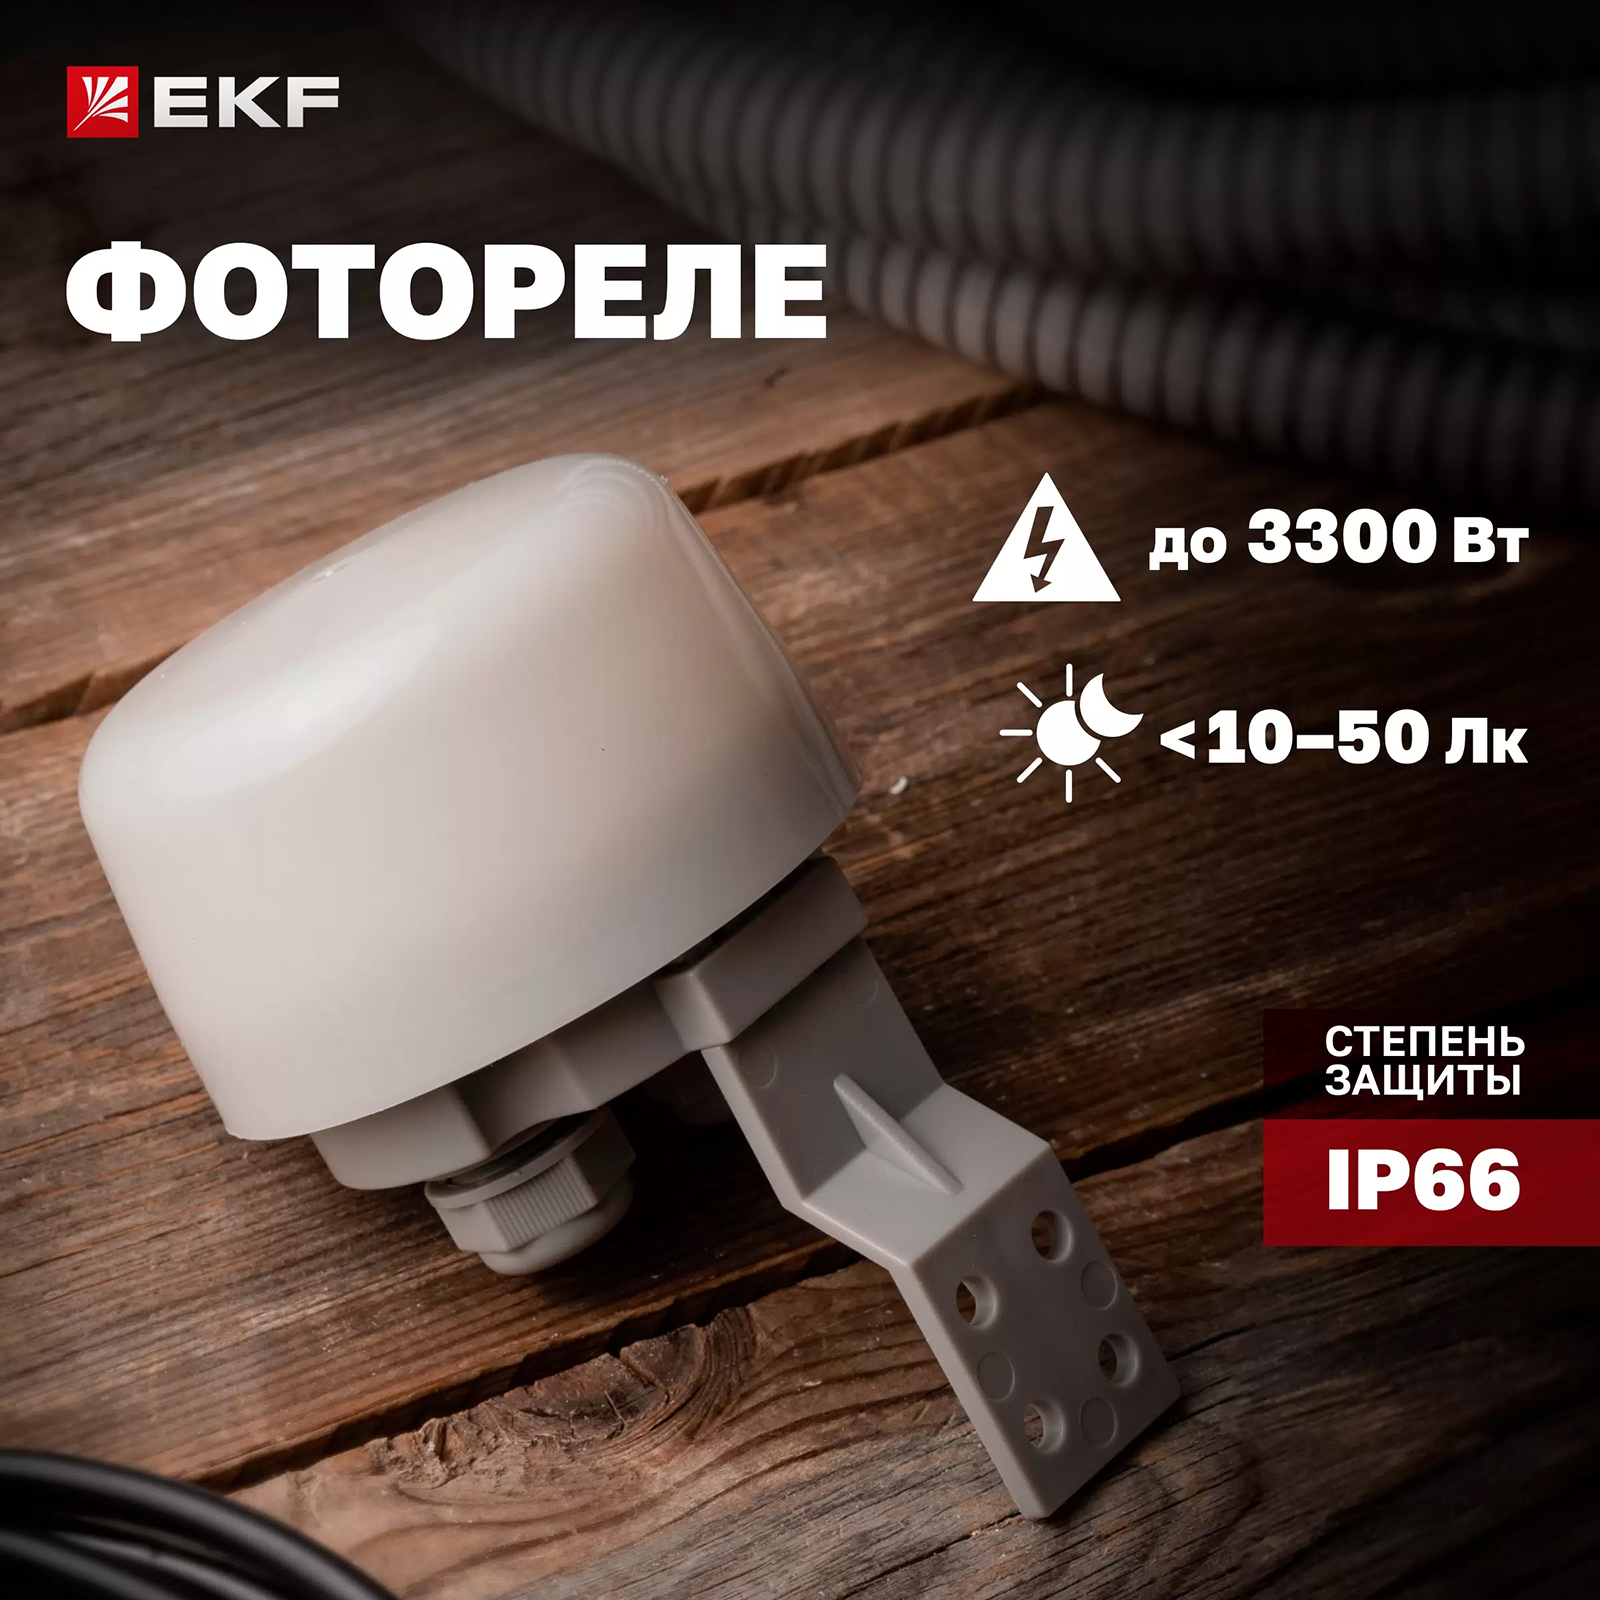 EKF
ФОТОРЕЛЕ
до 3300 Вт
<10–50 Лк
СТЕПЕНЬ
ЗАЩИТЫ
IP66